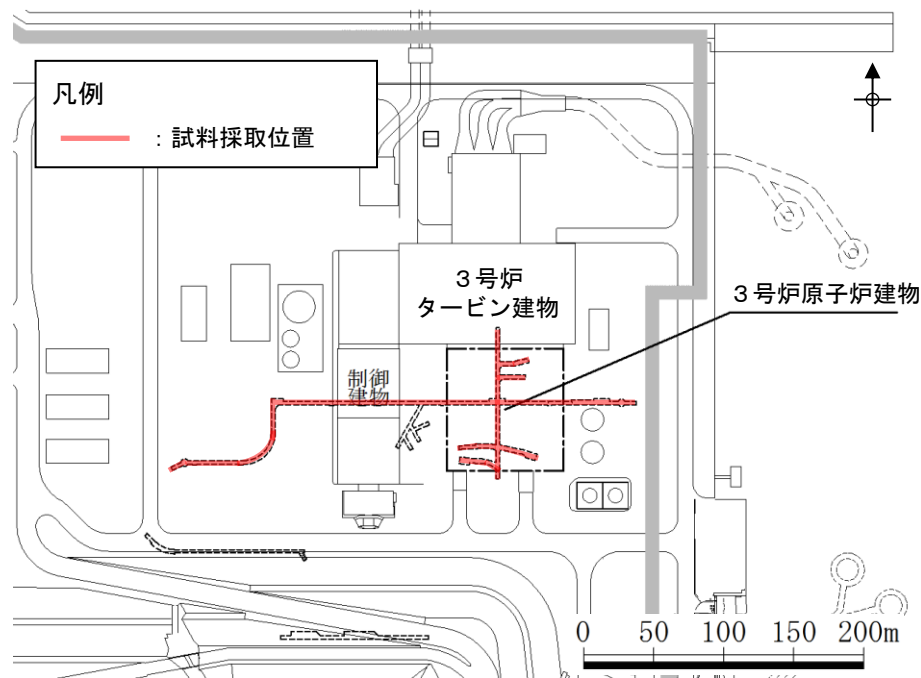 凡例
：試料採取位置
３号炉
タービン建物
３号炉原子炉建物
制御
建物
0 50 100 150 200m